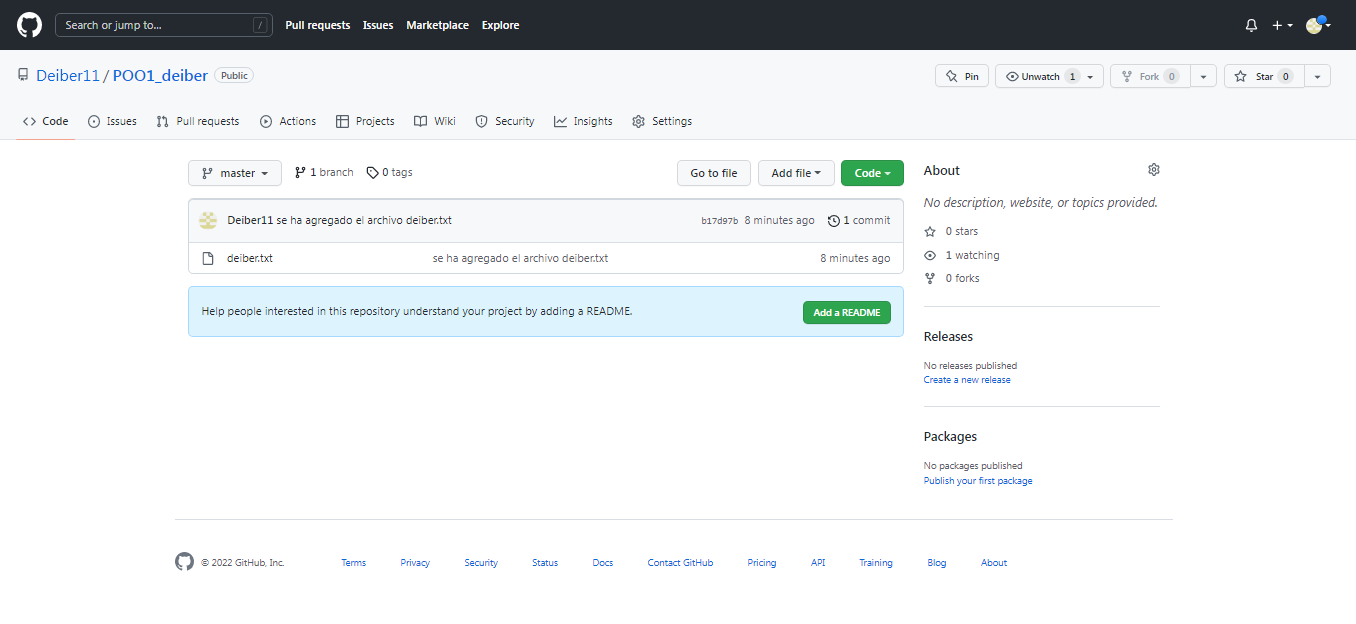 Search or jump to... / Pull requests Issues Marketplace Explore
Deiber11 / POO1_deiber Public Pin Unwatch 1 Fork 0 Star 0
Code Issues Pull requests Actions Projects Wiki Security Insights Settings
master 1 branch 0 tags Go to file Add file Code
Deiber11 se ha agregado el archivo deiber.txt b17d97b 8 minutes ago 1 commit
deiber.txt se ha agregado el archivo deiber.txt 8 minutes ago
Help people interested in this repository understand your project by adding a README. Add a README
About
No description, website, or topics provided.
0 stars
1 watching
0 forks
Releases
No releases published
Create a new release
Packages
No packages published
Publish your first package
© 2022 GitHub, Inc. Terms Privacy Security Status Docs Contact GitHub Pricing API Training Blog About